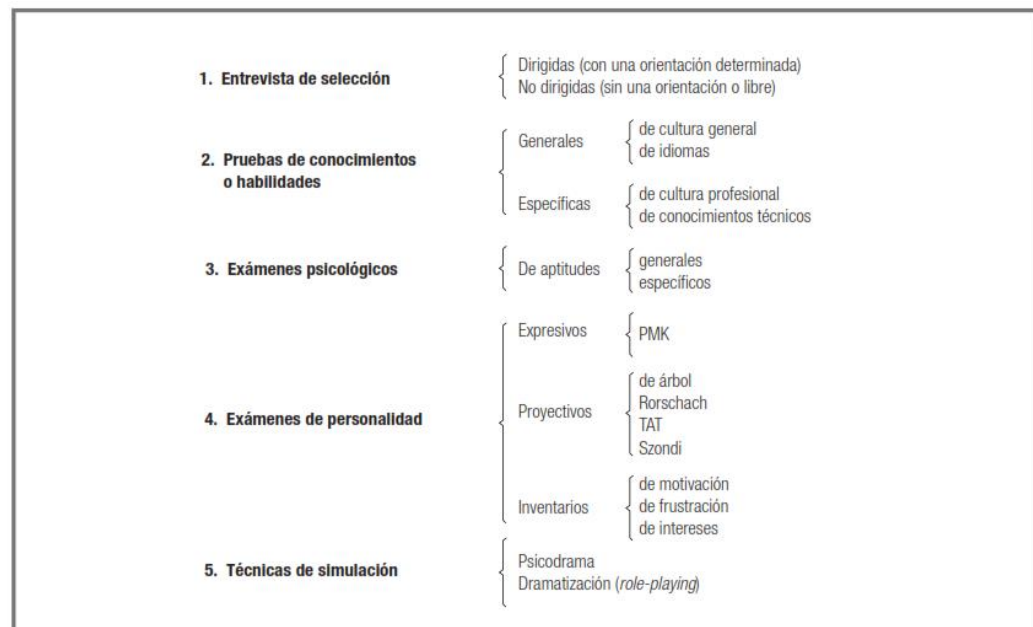 1. Entrevista de selección
Dirigidas (con una orientación determinada)
No dirigidas (sin una orientación o libre)
2. Pruebas de conocimientos
o habilidades
Generales
de cultura general
de idiomas
Específicas
de cultura profesional
de conocimientos técnicos
3. Exámenes psicológicos
De aptitudes
generales
específicos
4. Exámenes de personalidad
Expresivos
PMK
Proyectivos
de árbol
Rorschach
TAT
Szondi
Inventarios
de motivación
de frustración
de intereses
5. Técnicas de simulación
Psicodrama
Dramatización (role-playing)